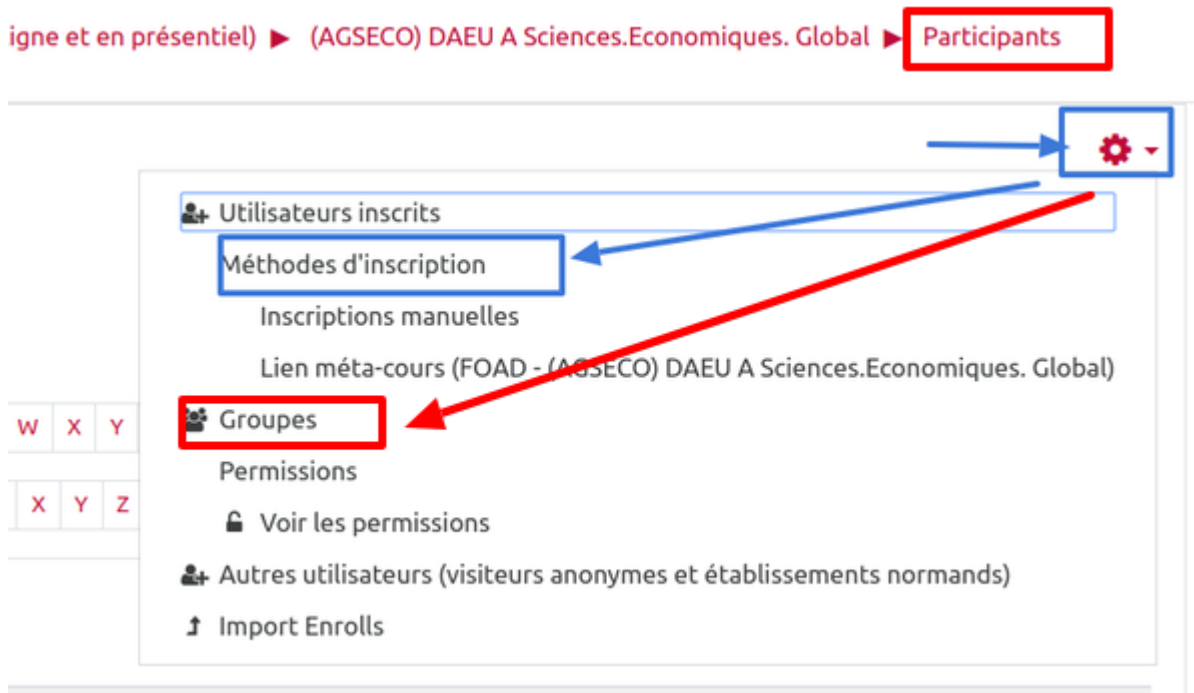 igne et en présentiel) ► (AGSECO) DAEU A Sciences.Economiques. Global ► Participants
Utilisateurs inscrits
Méthodes d'inscription
Inscriptions manuelles
Lien méta-cours (FOAD - (AGSECO) DAEU A Sciences.Economiques. Global)
W X Y
Groupes
Permissions
X Y Z
Voir les permissions
Autres utilisateurs (visiteurs anonymes et établissements normands)
Import Enrolls